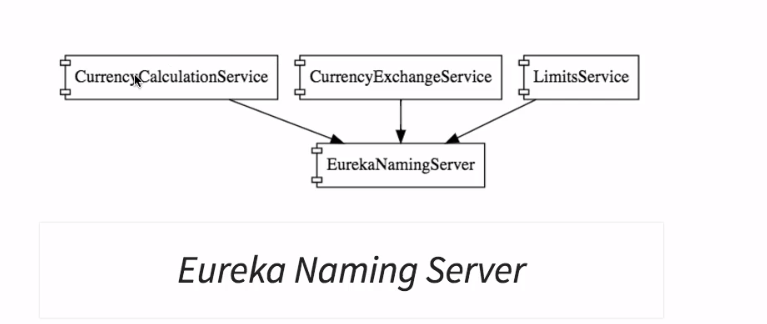 CurrencyCalculationService
CurrencyExchangeService
LimitsService
EurekaNamingServer
Eureka Naming Server